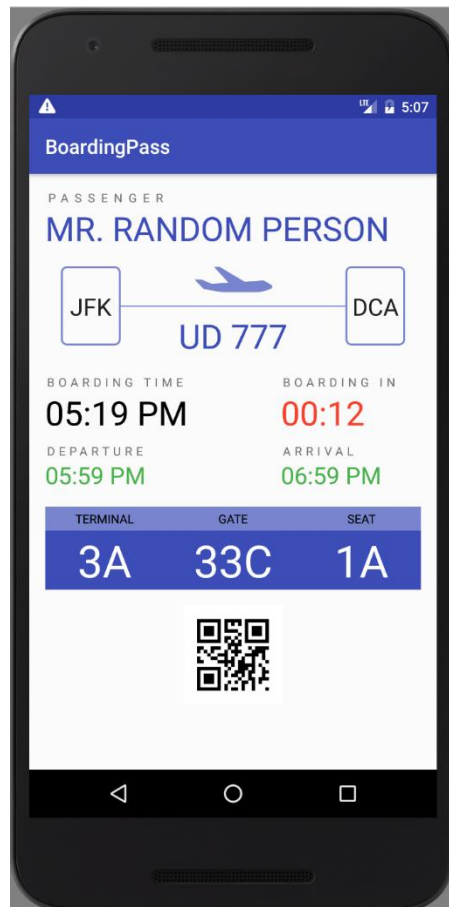 LTE 5:07
BoardingPass
PASSENGER
MR. RANDOM PERSON
JFK DCA
UD 777
BOARDING TIME BOARDING IN
05:19 PM 00:12
DEPARTURE ARRIVAL
05:59 PM 06:59 PM
TERMINAL GATE SEAT
3A 33C 1A